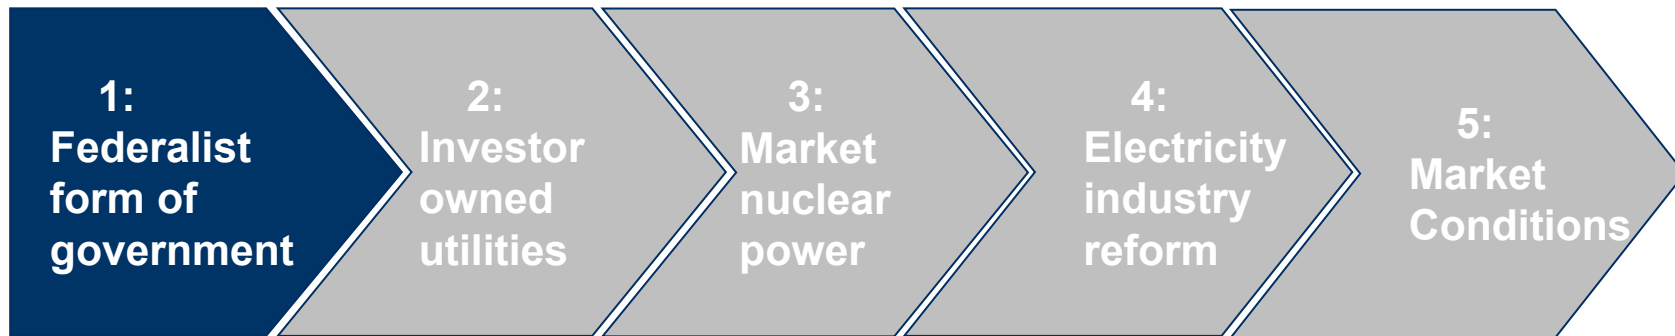 1:
Federalist
form of
government
2:
Investor
owned
utilities
3:
Market
nuclear
power
4:
Electricity
industry
reform
5:
Market
Conditions